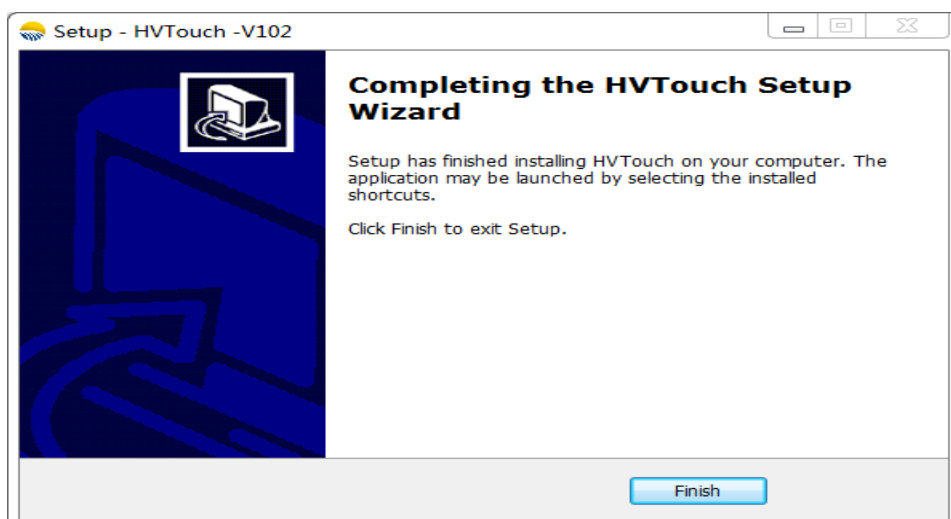 Setup - HVTouch -V102
Completing the HVTouch Setup
Wizard
Setup has finished installing HVTouch on your computer. The
application may be launched by selecting the installed
shortcuts.
Click Finish to exit Setup.
Finish